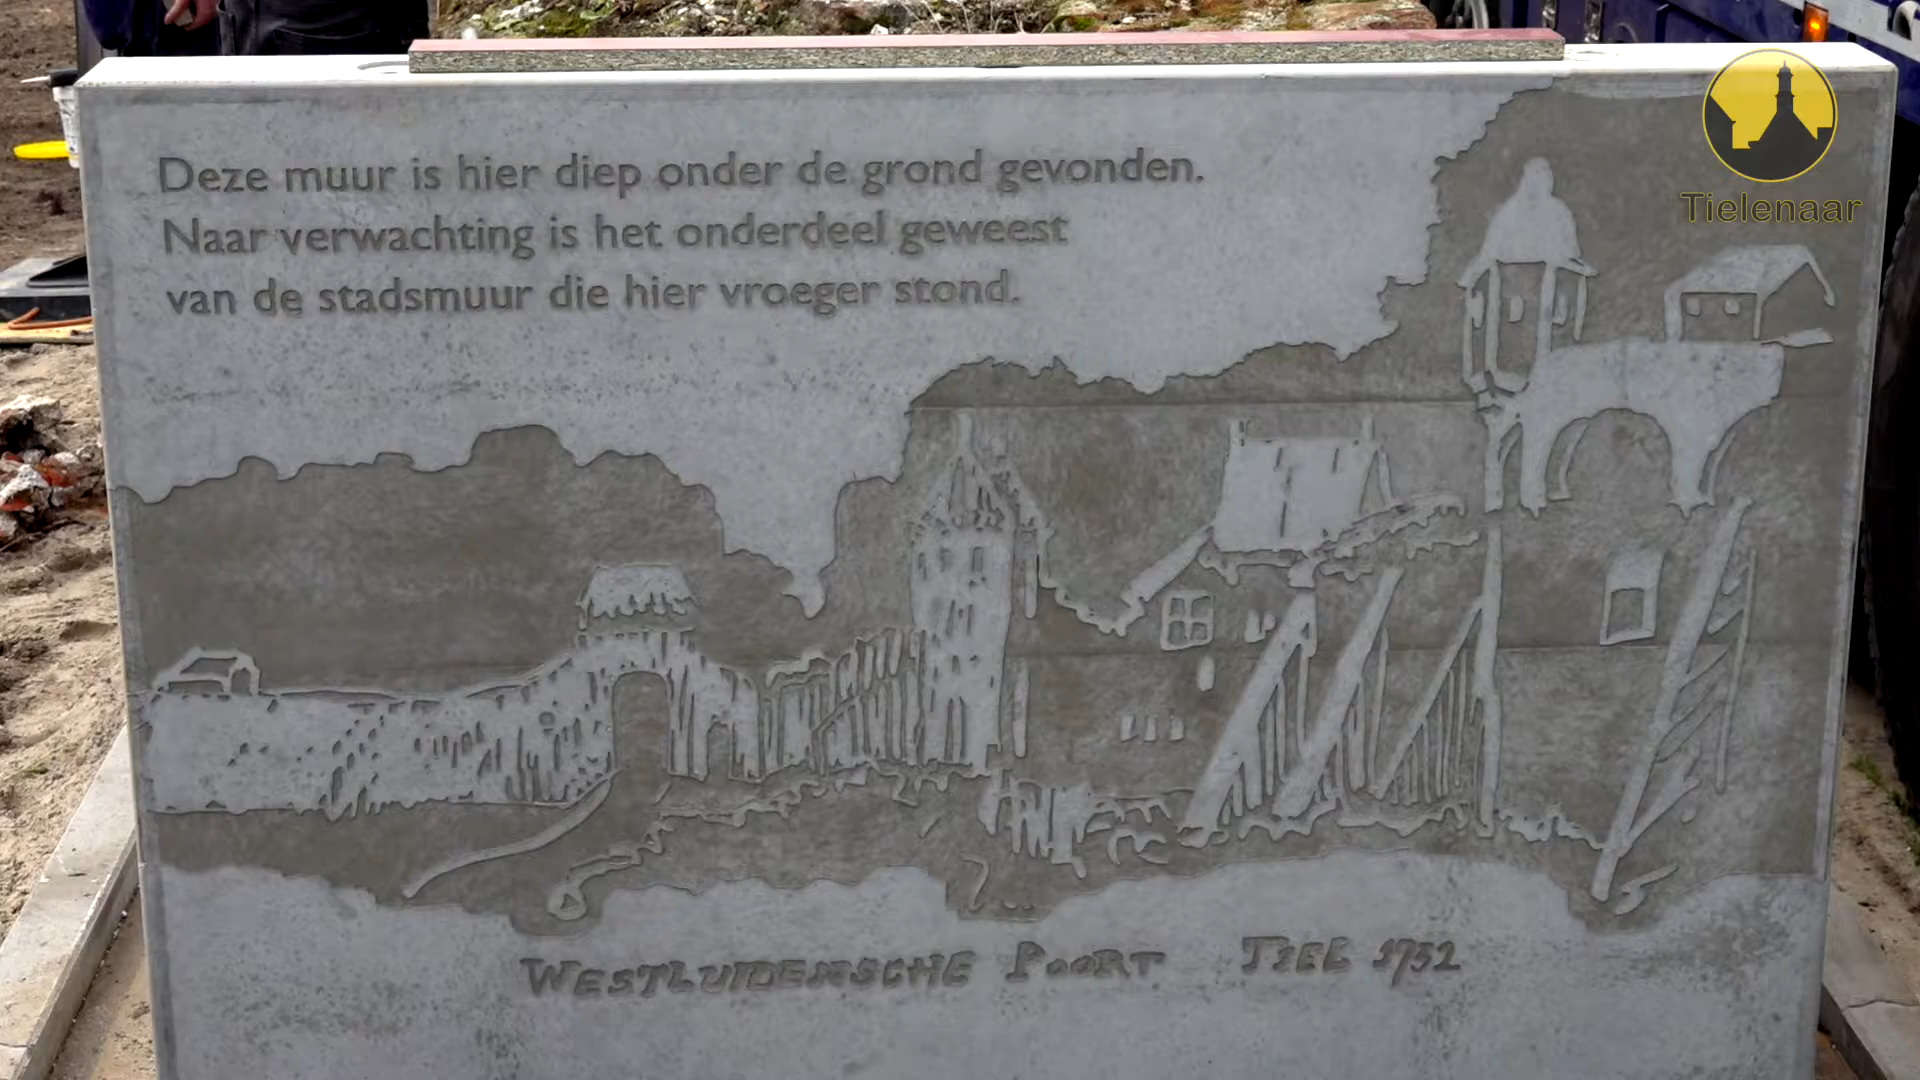 Deze muur is hier diep onder de grond gevonden.
Naar verwachting is het onderdeel geweest
van de stadsmuur die hier vroeger stond.
Tielenaar
WESTLUIDENSCHE POORT TIEL 1752